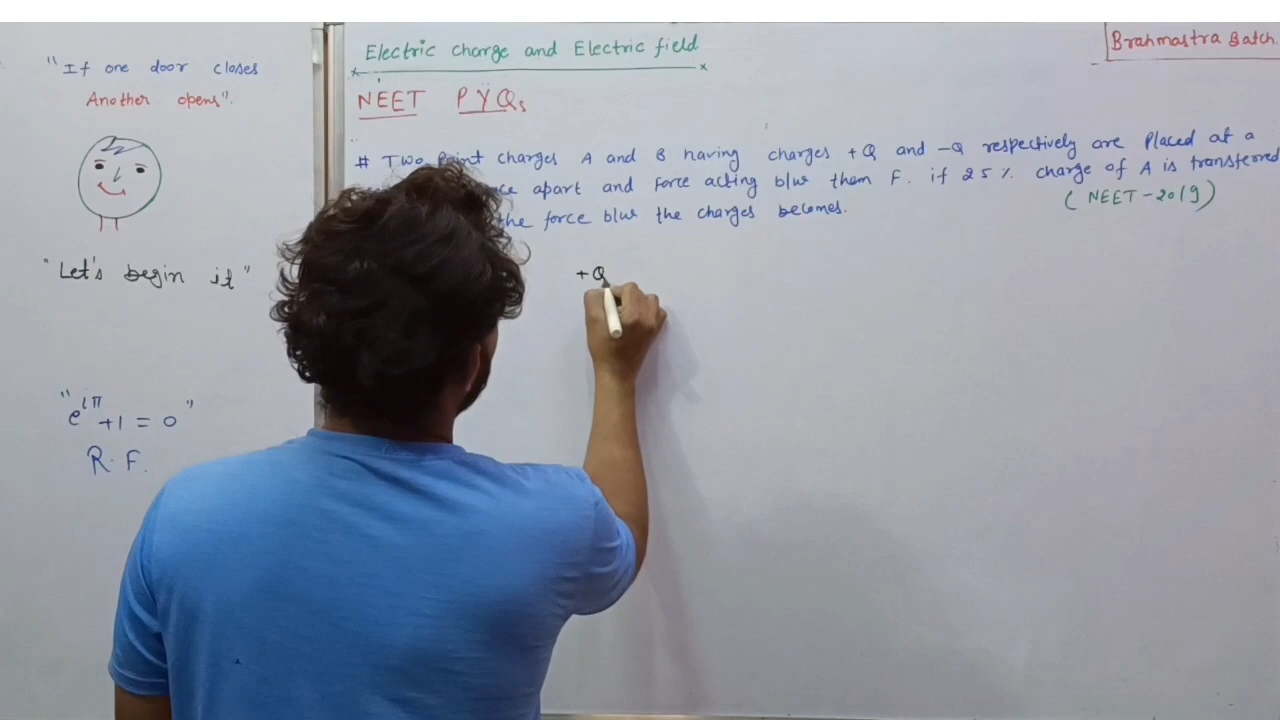 "If one door closes
Another opens".
"Let's begin it"
"e^iπ +1 = 0"
R. F.
Electric charge and Electric field
Brahmastra Batch.
NEET PYQs
# Two Point charges A and B having charges +Q and -Q respectively are Placed at a
apart and Force acting blw them F. if 25 % charge of A is transferred
the force blw the charges becomes.
(NEET-2019)
+Q